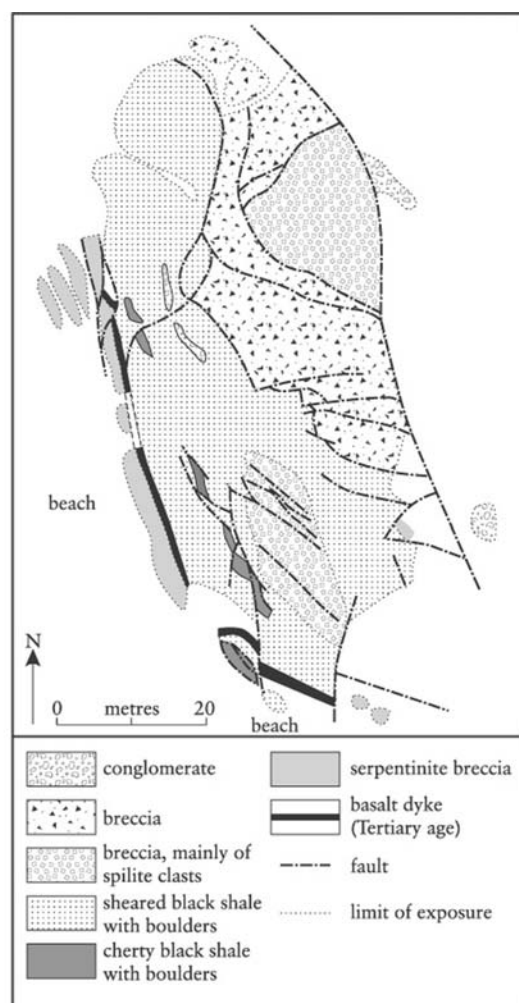 beach
N
0 metres 20
beach
conglomerate
breccia
breccia, mainly of
spilite clasts
sheared black shale
with boulders
cherty black shale
with boulders
serpentinite breccia
basalt dyke
(Tertiary age)
fault
limit of exposure